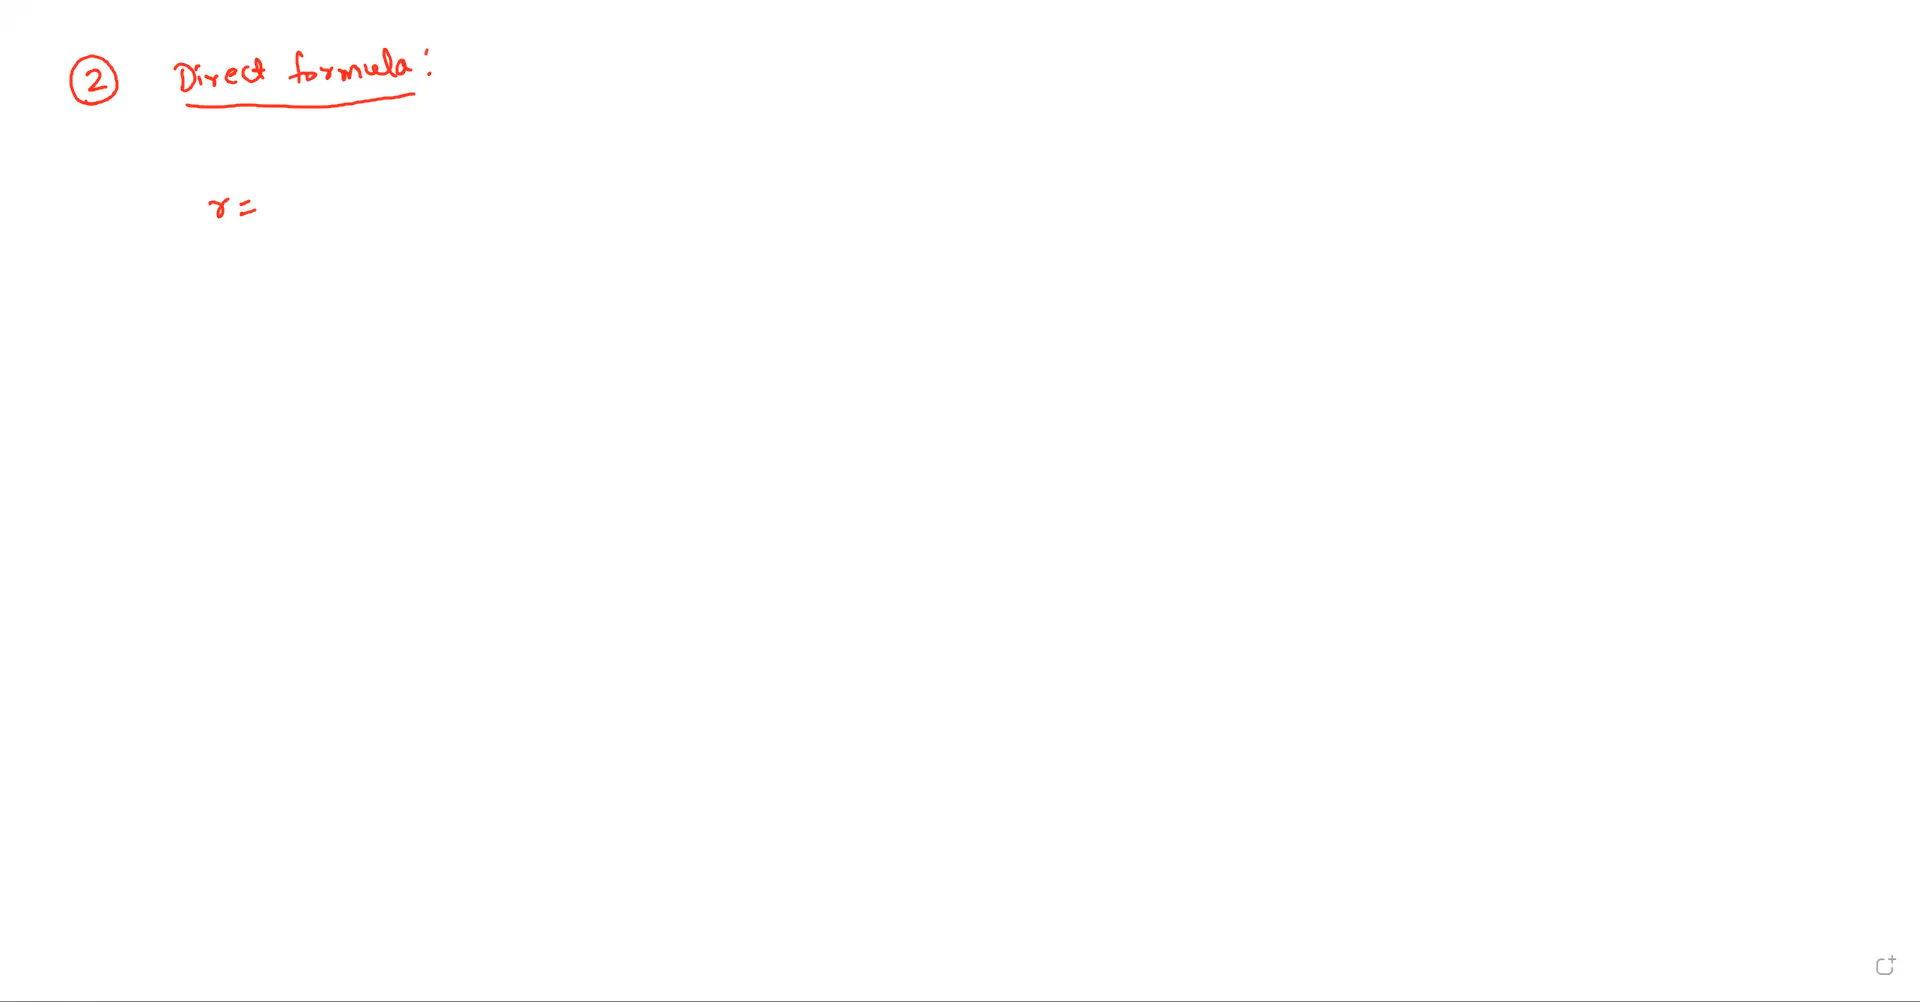 ② Direct formula:
r =